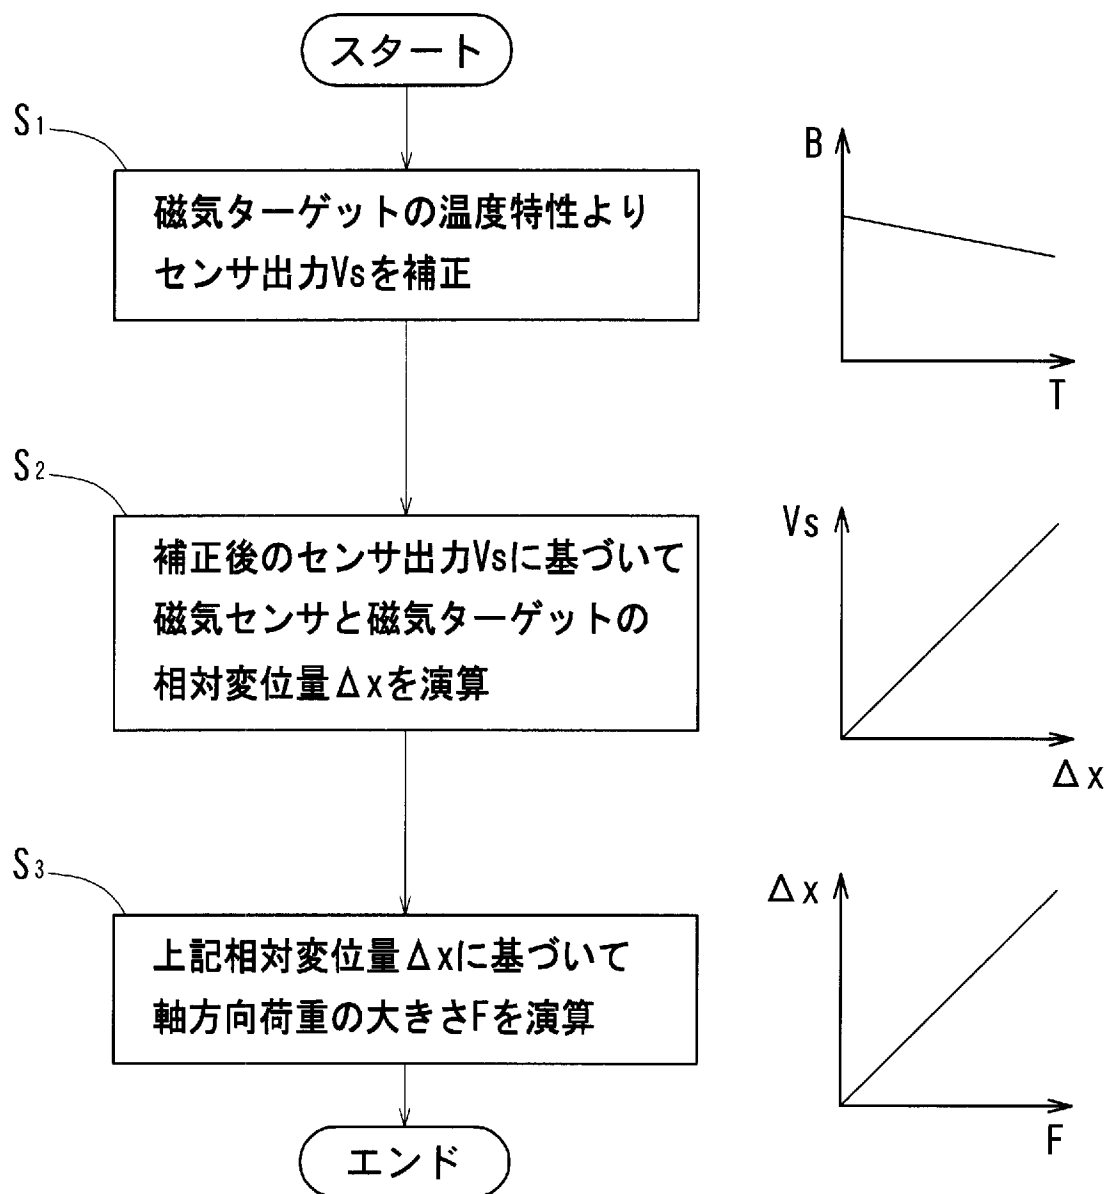 スタート
S1
磁気ターゲットの温度特性より
センサ出力Vsを補正
B
T
S2
補正後のセンサ出力Vsに基づいて
磁気センサと磁気ターゲットの
相対変位量Δxを演算
Vs
Δx
S3
上記相対変位量Δxに基づいて
軸方向荷重の大きさFを演算
Δx
F
エンド